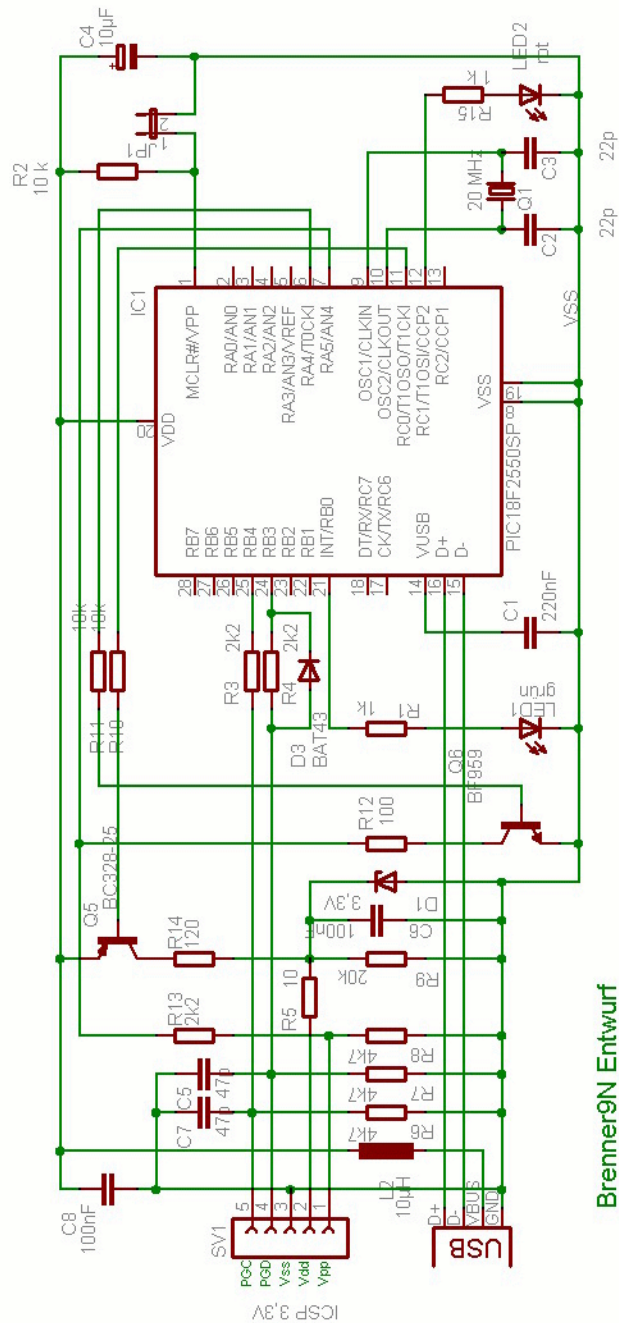 Brenner9N Entwurf
ICSP 3,3V
SV1
PGC
PGD
Vss
Vdd
Vpp
5
4
3
2
1
USB
D+
D-
VBUS
GND
C8
100nF
L2
10µH
C7
47p
C5
47p
R6
4k7
R7
4k7
R8
4k7
R13
2k2
R5
10
R14
120
Q5
BC328-25
R9
20k
C6
100nF
D1
3,3V
R12
100
Q6
BF959
R11
10k
R10
10k
R3
2k2
R4
2k2
D3
BAT43
R1
1k
LED1
grün
C1
220nF
IC1
PIC18F2550SP
28
27
26
25
24
23
22
21
18
17
14
16
15
RB7
RB6
RB5
RB4
RB3
RB2
RB1
INT/RB0
DT/RX/RC7
CK/TX/RC6
VUSB
D+
D-
20
VDD
VSS
8
19
MCLR#/VPP
RA0/AN0
RA1/AN1
RA2/AN2
RA3/AN3/VREF
RA4/T0CKI
RA5/AN4
OSC1/CLKIN
OSC2/CLKOUT
RC0/T1OSO/T1CKI
RC1/T1OSI/CCP2
RC2/CCP1
1
2
3
4
5
6
7
9
10
11
12
13
R2
10 k
JP1
1
2
C4
10µF
+
20 MHz
Q1
C2
22p
C3
22p
R15
1k
LED2
rot
VSS